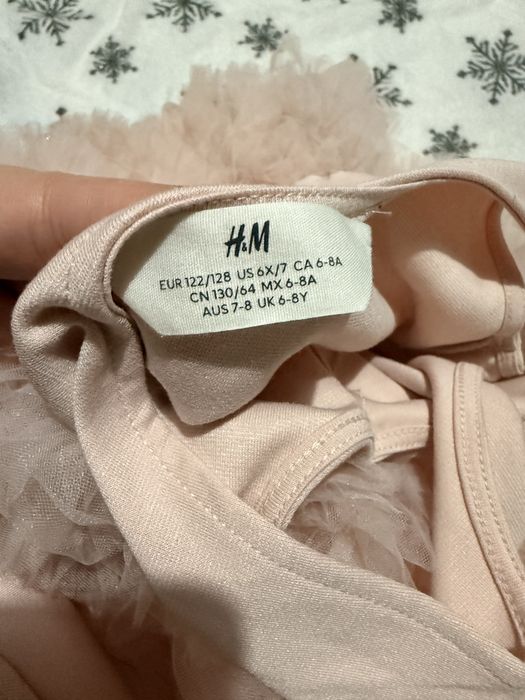 H&M
EUR 122/128 US 6X/7 CA 6-8A
CN 130/64 MX 6-8A
AUS 7-8 UK 6-8Y